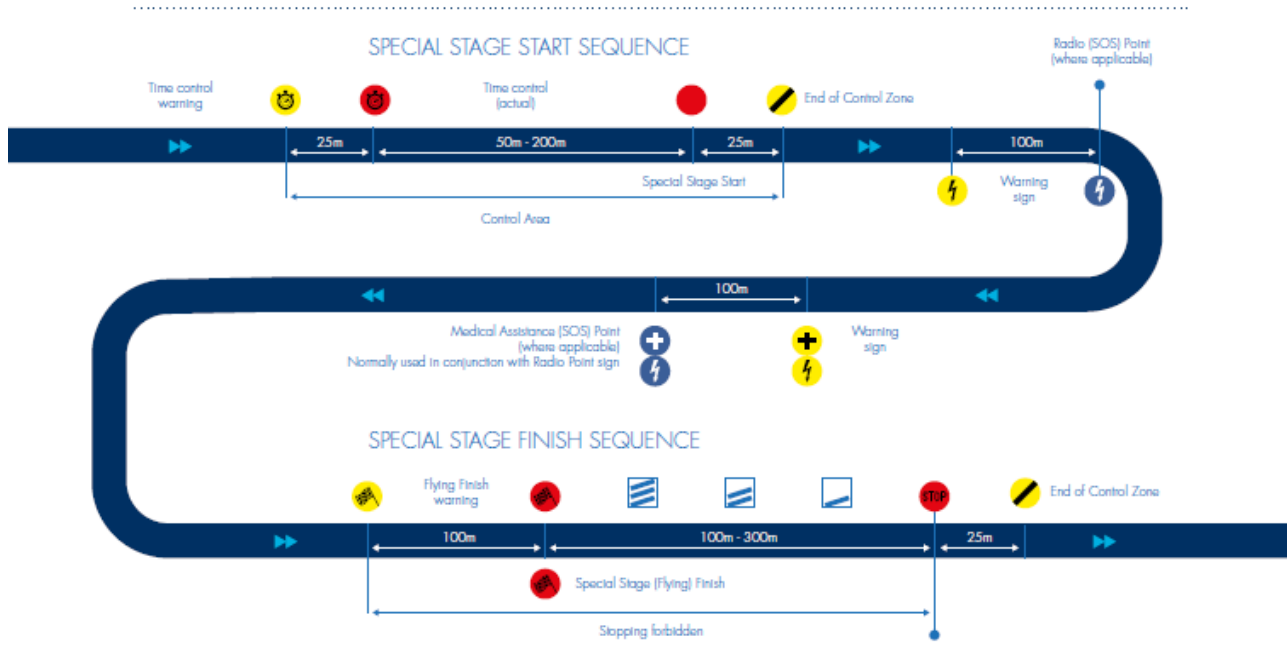 SPECIAL STAGE START SEQUENCE
Radio (SOS) Point
(where applicable)
Time control
warning
Time control
(actual)
End of Control Zone
25m
50m - 200m
25m
100m
Special Stage Start
Warning
sign
Control Area
100m
Medical Assistance (SOS) Point
(where applicable)
Normally used in conjunction with Radio Point sign
Warning
sign
SPECIAL STAGE FINISH SEQUENCE
Flying Finish
warning
STOP
End of Control Zone
100m
100m - 300m
25m
Special Stage (Flying) Finish
Stopping forbidden